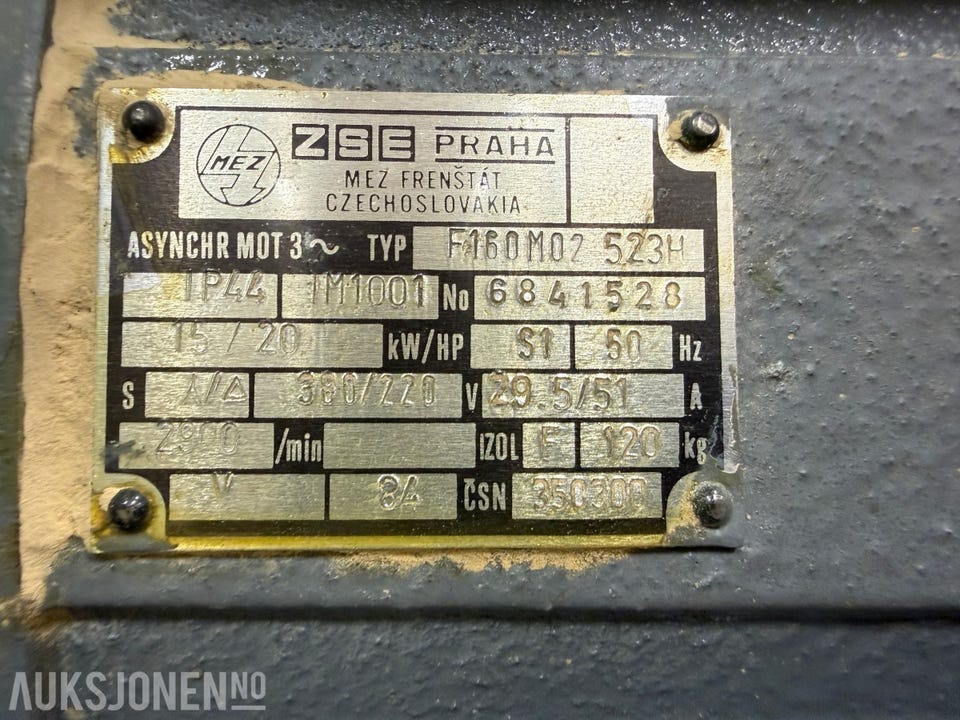 MEZ
ZSE PRAHA
MEZ FRENŠTÁT
CZECHOSLOVAKIA
ASYNCHR MOT 3~ TYP F160M02 523H
IP44 IM1001 No 6841528
15/20 kW/HP S1 50 Hz
S ⅄/△ 380/220 V 29.5/51 A
2900 /min IZOL F 120 kg
V 84 ČSN 350300
AUKSJONEN.NO